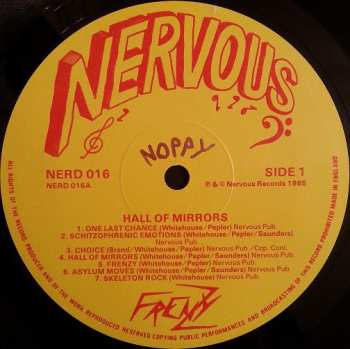 NERVOUS
NOPPY
NERD 016
NERD 016A
SIDE 1
℗ & © Nervous Records 1985
HALL OF MIRRORS
1. ONE LAST CHANCE (Whitehouse/Pepler) Nervous Pub.
2. SCHITZOPHRENIC EMOTIONS (Whitehouse/Pepler/Saunders)
Nervous Pub.
3. CHOICE (Brand/Whitehouse/Pepler) Nervous Pub./Cop. Cont.
4. HALL OF MIRRORS (Whitehouse/Pepler/Saunders) Nervous Pub.
5. FRENZY (Whitehouse/Pepler) Nervous Pub.
6. ASYLUM MOVES (Whitehouse/Pepler/Saunders) Nervous Pub.
7. SKELETON ROCK (Whitehouse/Pepler) Nervous Pub.
FRENZY
ALL RIGHTS OF THE RECORD PRODUCER AND OF THE OWNER OF THE WORK REPRODUCED RESERVED COPYING PUBLIC PERFORMANCES AND BROADCASTING OF THIS RECORD PROHIBITED MADE IN ENGLAND